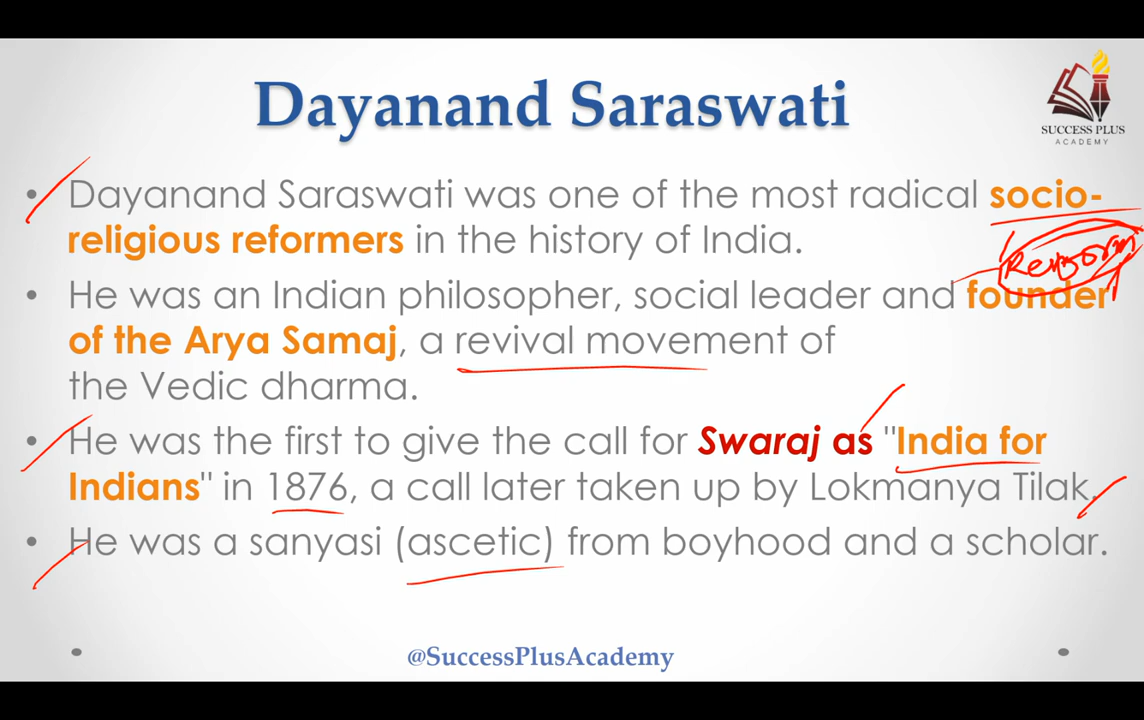 Dayanand Saraswati
SUCCESS PLUS
ACADEMY
• Dayanand Saraswati was one of the most radical socio-
religious reformers in the history of India.
Reform
• He was an Indian philosopher, social leader and founder
of the Arya Samaj, a revival movement of
the Vedic dharma.
• He was the first to give the call for Swaraj as "India for
Indians" in 1876, a call later taken up by Lokmanya Tilak.
• He was a sanyasi (ascetic) from boyhood and a scholar.
@SuccessPlusAcademy